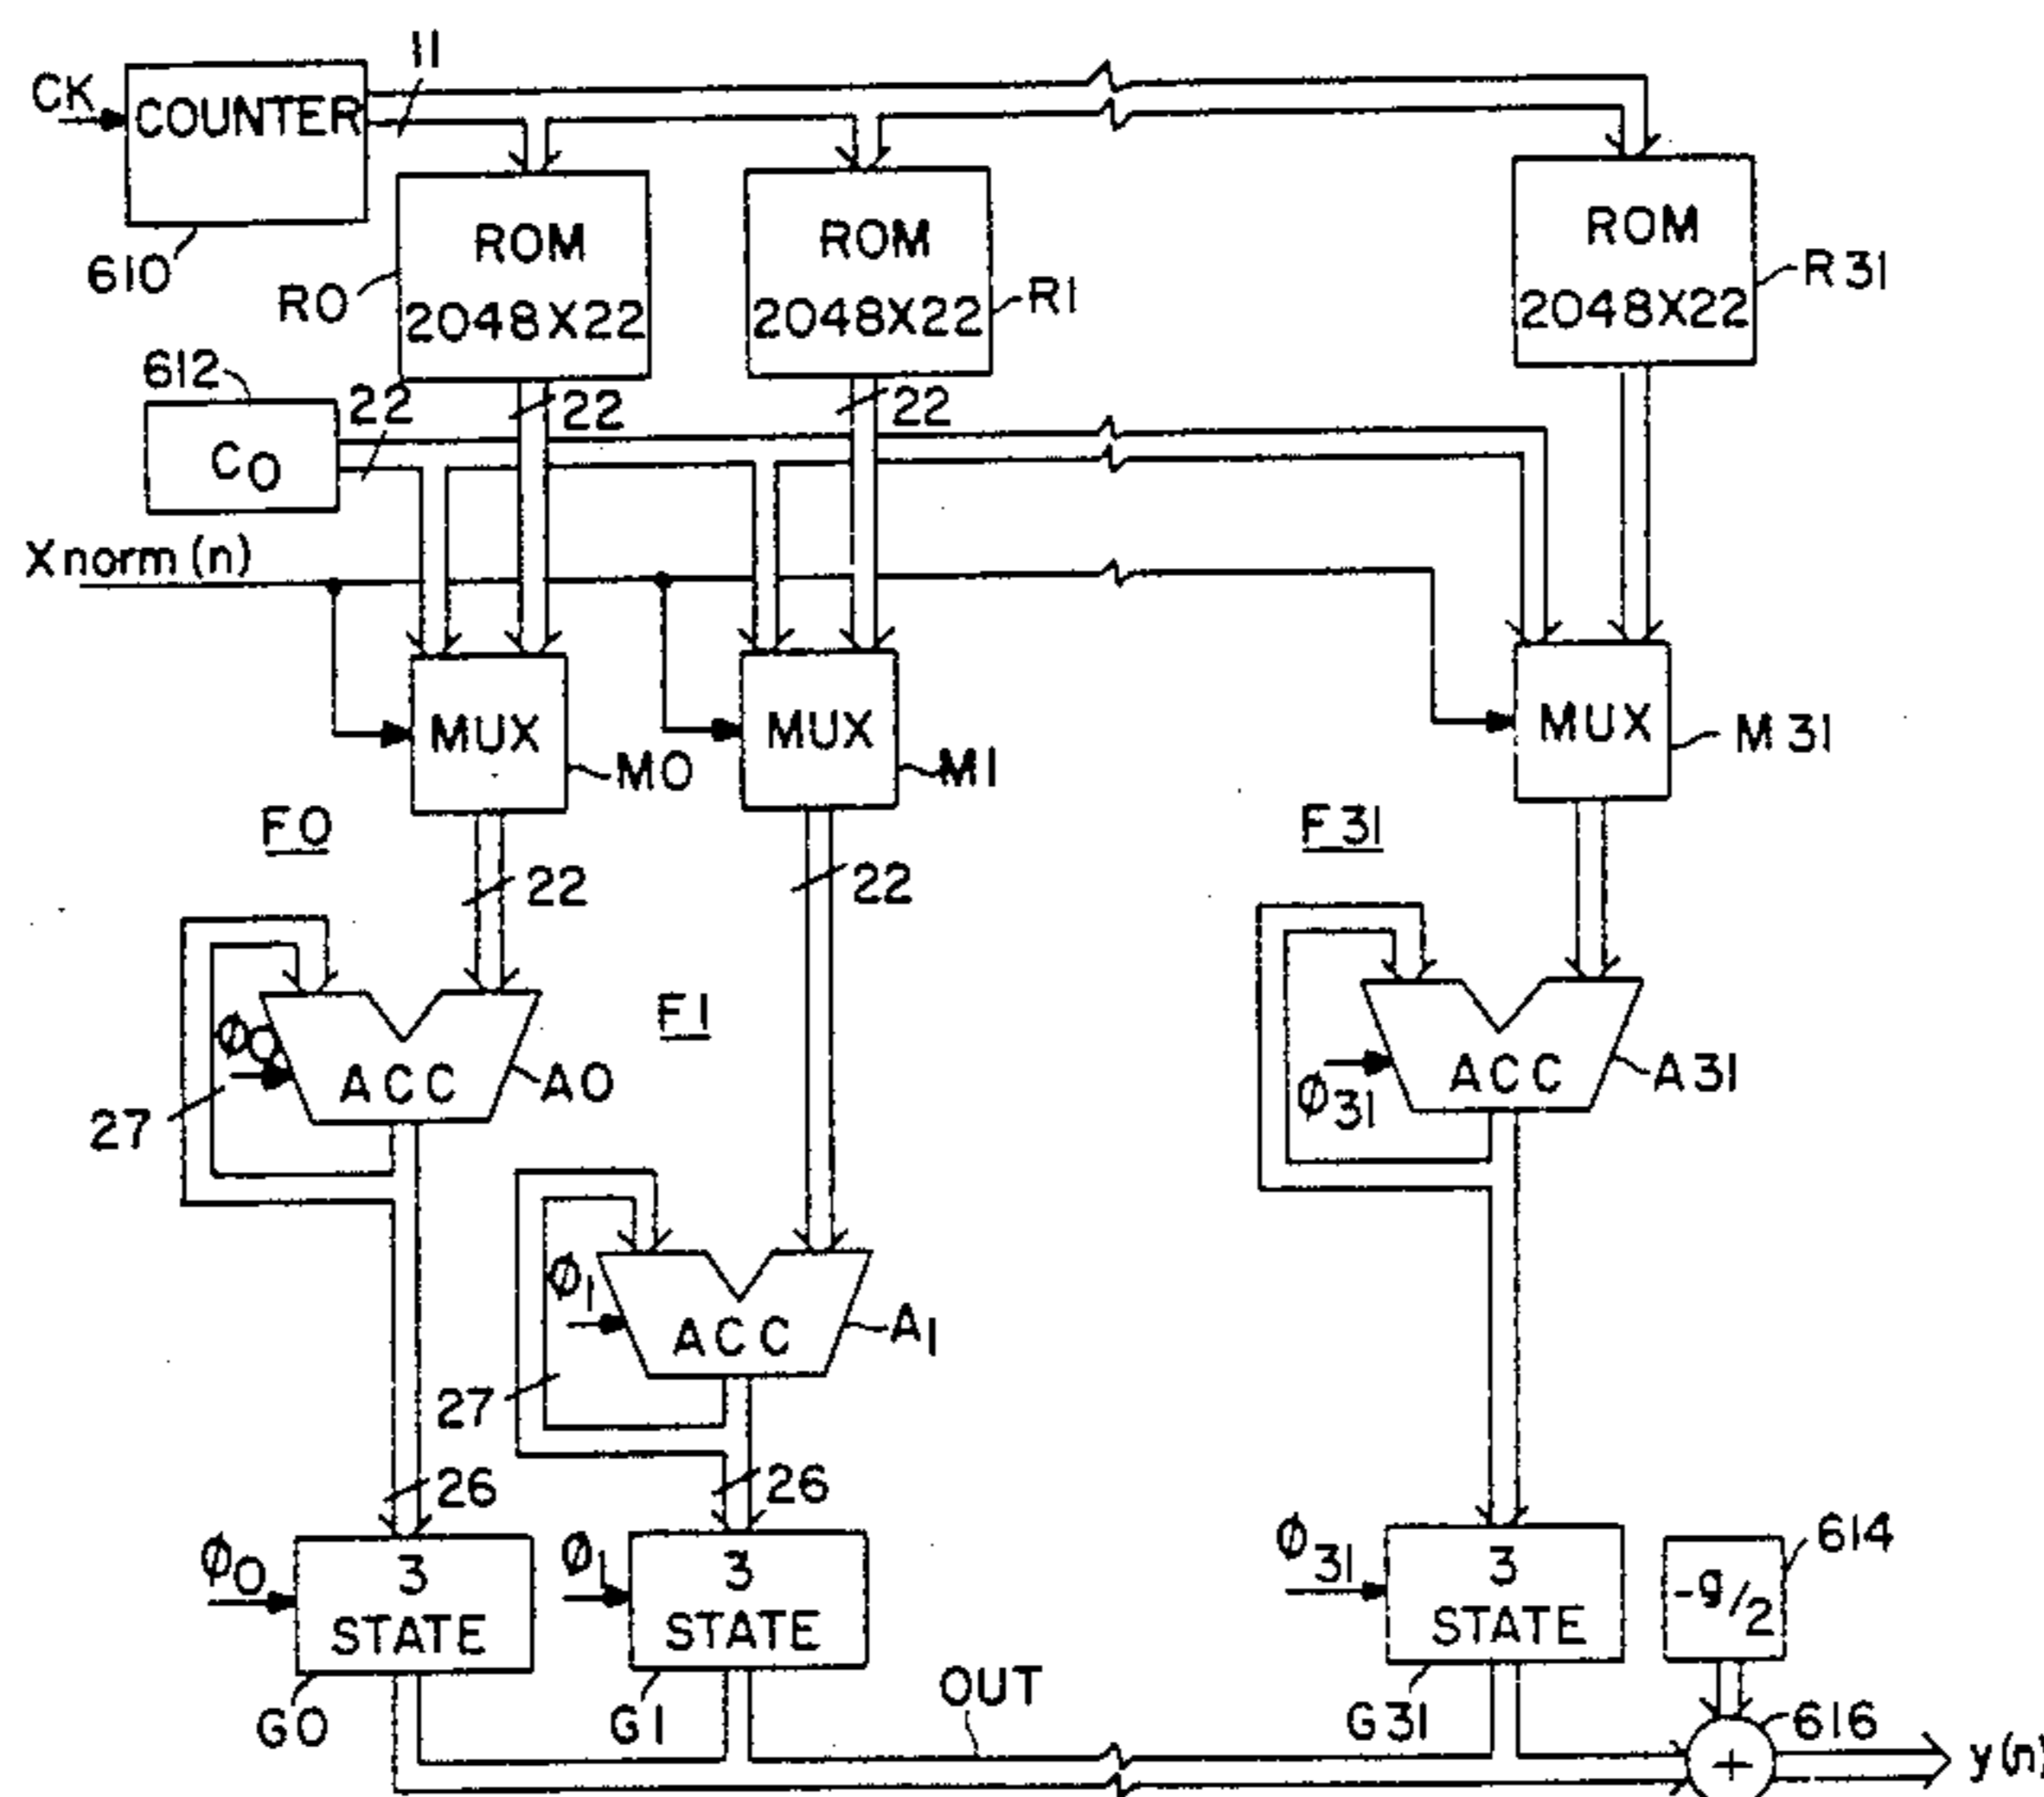 11
CK
COUNTER
610
ROM
2048X22
R0
ROM
2048X22
R1
ROM
2048X22
R31
612
22
22
22
C0
Xnorm(n)
MUX
M0
MUX
M1
MUX
M31
F0
F31
22
22
F1
φ0
ACC
A0
27
φ31
ACC
A31
φ1
ACC
A1
27
26
26
φ0
3
STATE
φ1
3
STATE
φ31
3
STATE
-g/2
614
G0
G1
OUT
G31
616
+
y(n)